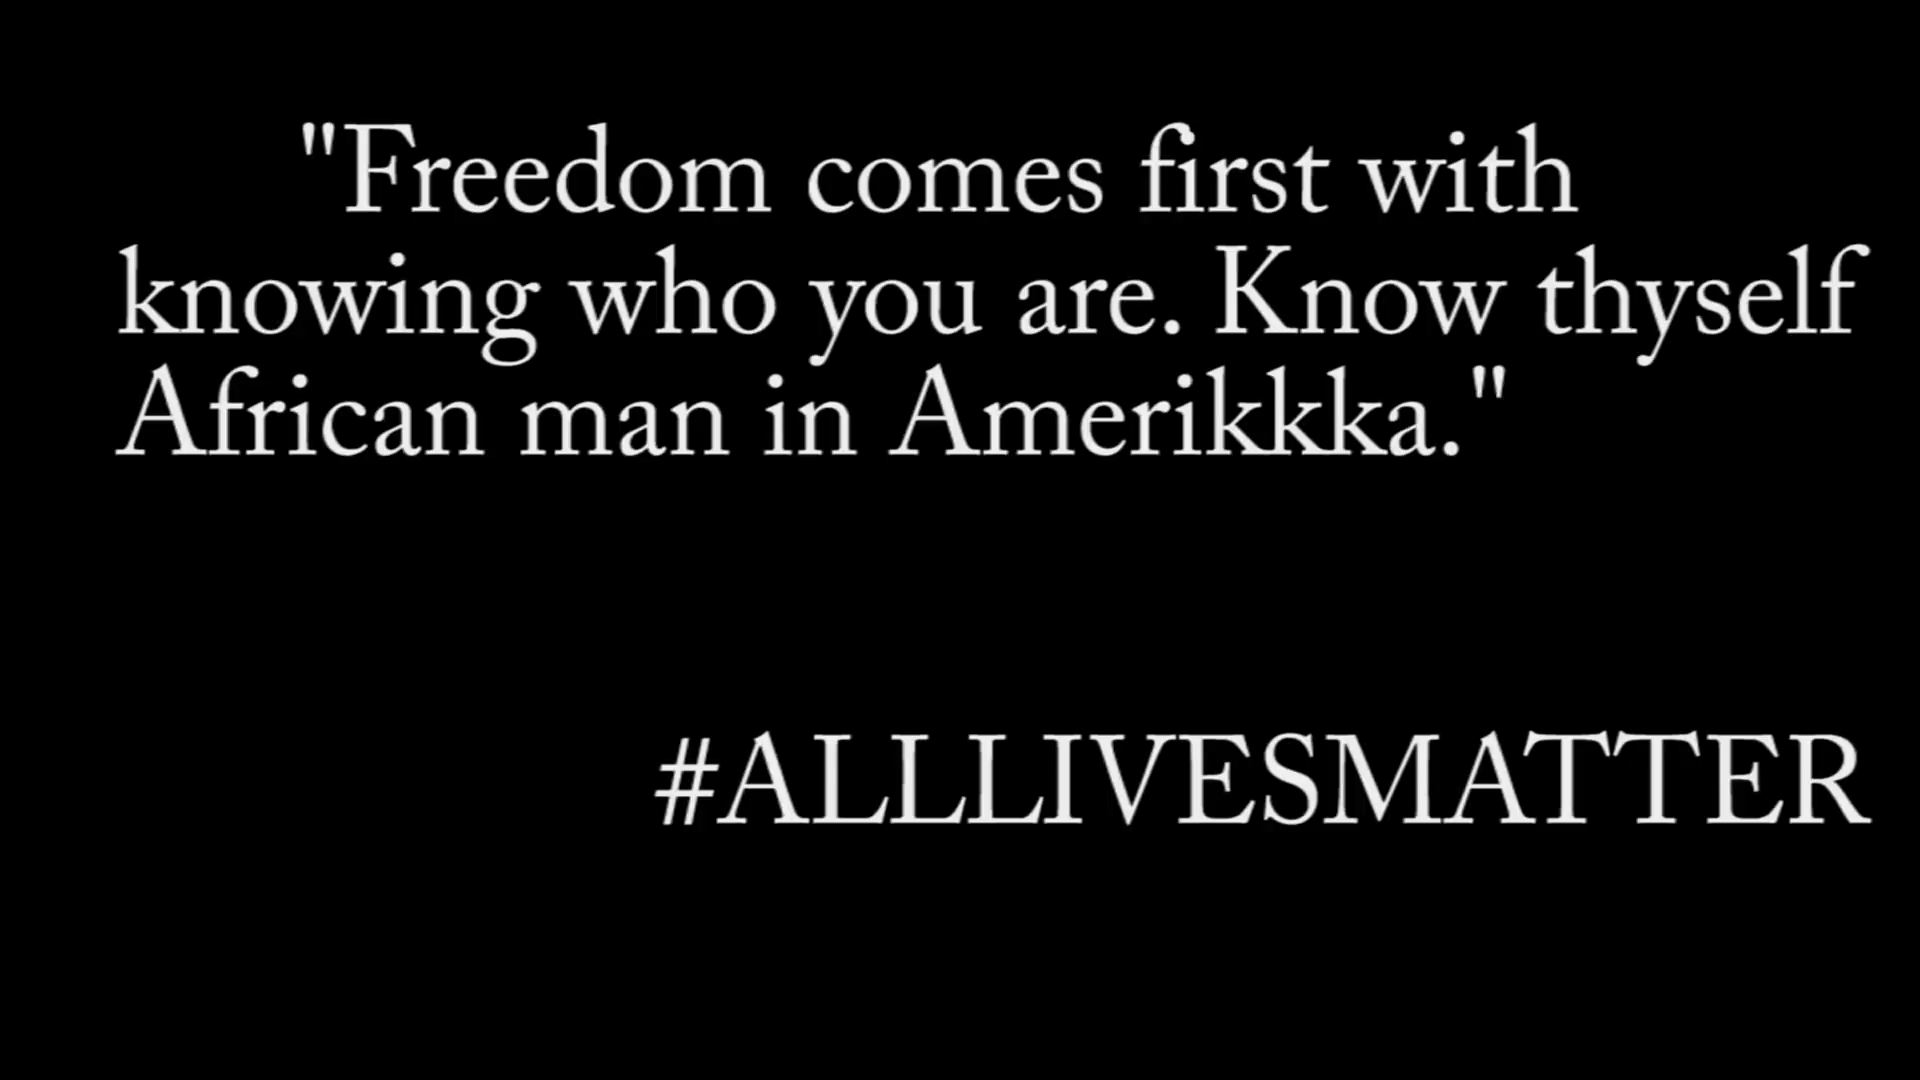 "Freedom comes first with
knowing who you are. Know thyself
African man in Amerikkka."
#ALLLIVESMATTER